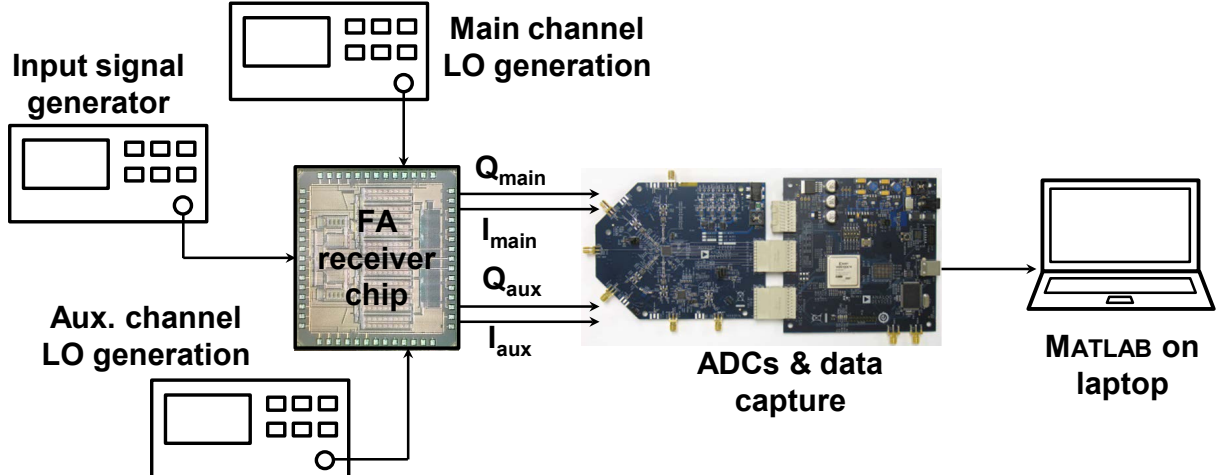 Main channel
LO generation
Input signal
generator
Q_main
I_main
FA
receiver
chip
Q_aux
I_aux
Aux. channel
LO generation
ADCs & data
capture
MATLAB on
laptop